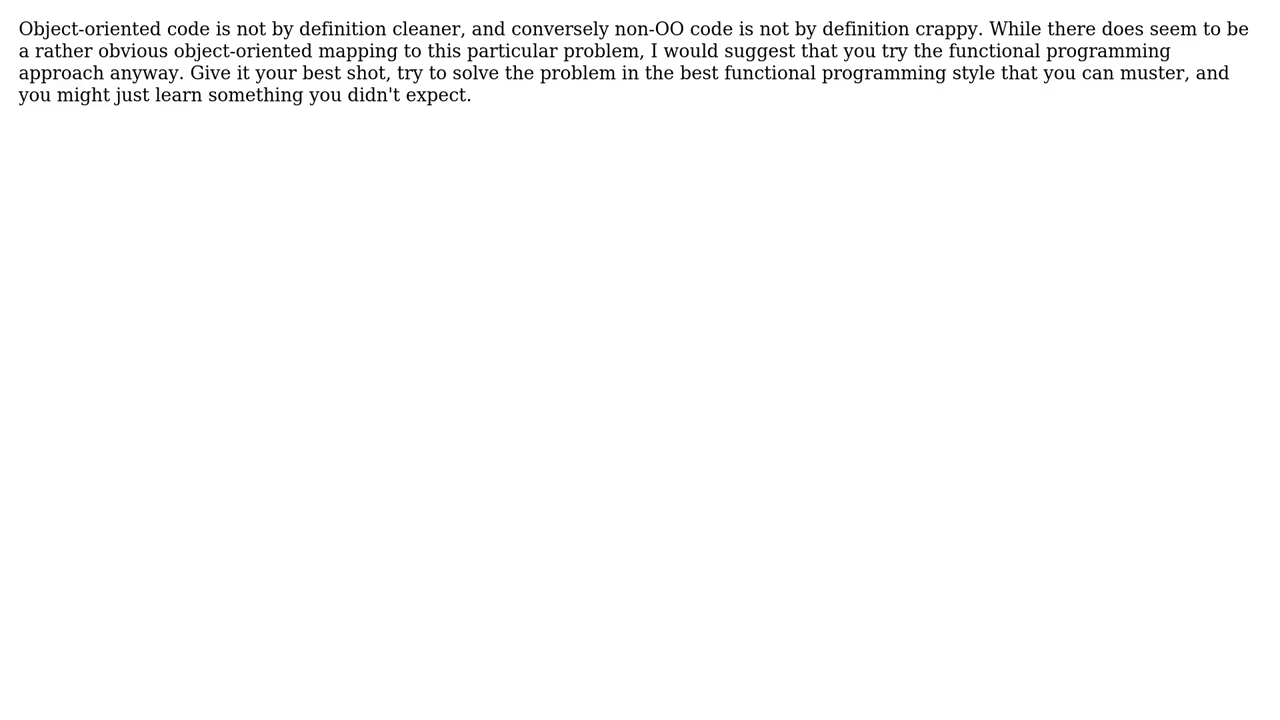 Object-oriented code is not by definition cleaner, and conversely non-OO code is not by definition crappy. While there does seem to be
a rather obvious object-oriented mapping to this particular problem, I would suggest that you try the functional programming
approach anyway. Give it your best shot, try to solve the problem in the best functional programming style that you can muster, and
you might just learn something you didn't expect.